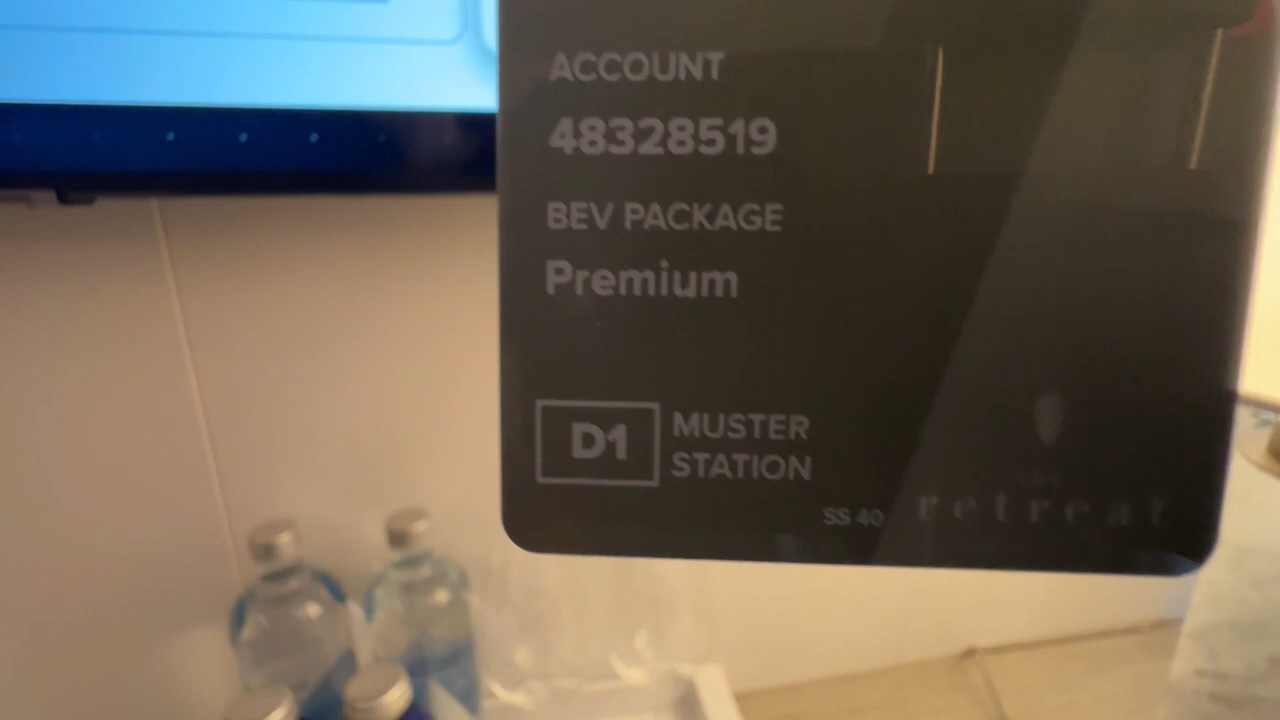 ACCOUNT
48328519
BEV PACKAGE
Premium
D1
MUSTER
STATION
SS 40
retreat